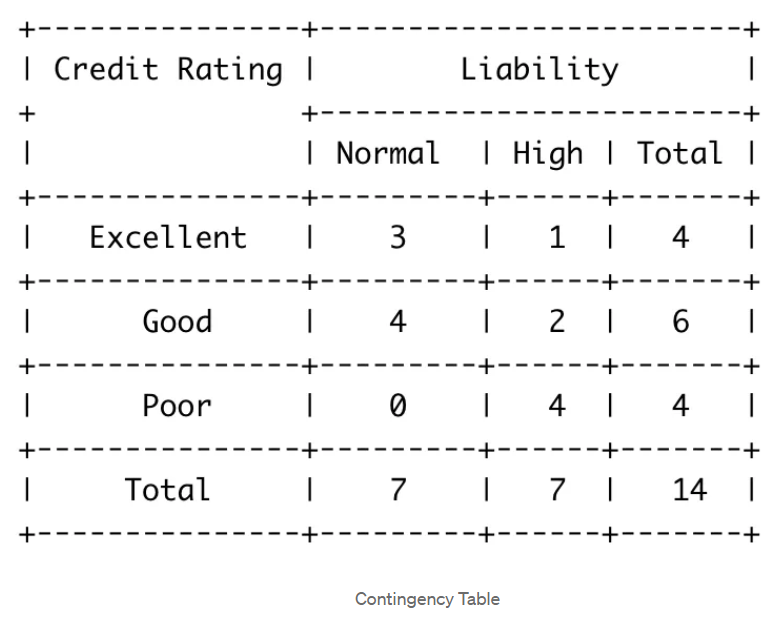 +---------------+-------------------------+
| Credit Rating |        Liability        |
+               +-------------------------+
|               | Normal  | High | Total |
+---------------+---------+------+-------+
|   Excellent   |    3    |   1  |   4   |
+---------------+---------+------+-------+
|      Good     |    4    |   2  |   6   |
+---------------+---------+------+-------+
|      Poor     |    0    |   4  |   4   |
+---------------+---------+------+-------+
|     Total     |    7    |   7  |   14  |
+---------------+---------+------+-------+
Contingency Table